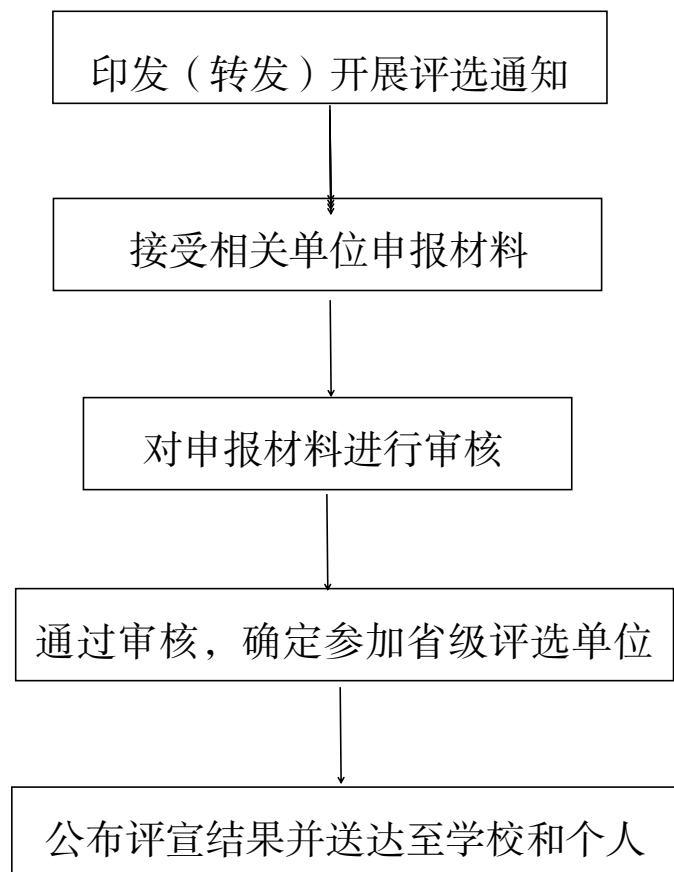 印发（转发）开展评选通知
接受相关单位申报材料
对申报材料进行审核
通过审核，确定参加省级评选单位
公布评宣结果并送达至学校和个人